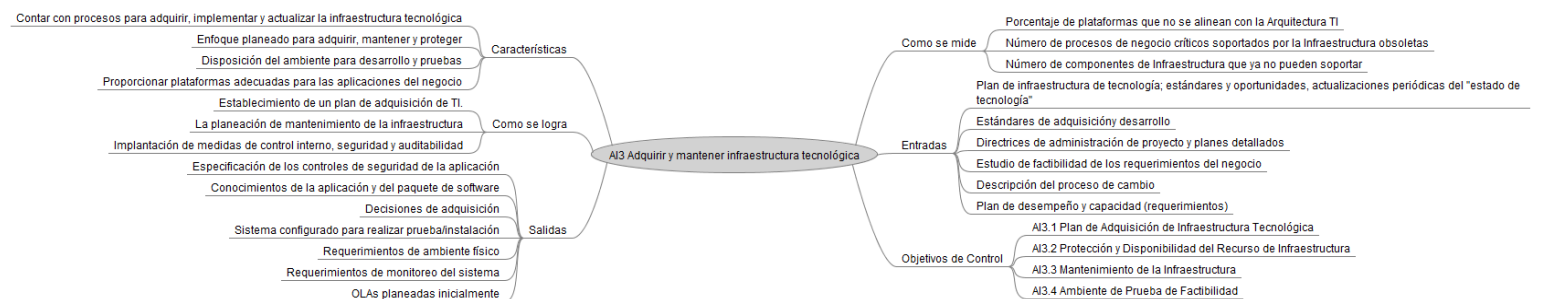 Contar con procesos para adquirir, implementar y actualizar la infraestructura tecnológica
Enfoque planeado para adquirir, mantener y proteger
Disposición del ambiente para desarrollo y pruebas
Proporcionar plataformas adecuadas para las aplicaciones del negocio
Características
Establecimiento de un plan de adquisición de TI.
La planeación de mantenimiento de la infraestructura
Implantación de medidas de control interno, seguridad y auditabilidad
Como se logra
Especificación de los controles de seguridad de la aplicación
Conocimientos de la aplicación y del paquete de software
Decisiones de adquisición
Sistema configurado para realizar prueba/instalación
Requerimientos de ambiente físico
Requerimientos de monitoreo del sistema
OLAs planeadas inicialmente
Salidas
AI3 Adquirir y mantener infraestructura tecnológica
Como se mide
Porcentaje de plataformas que no se alinean con la Arquitectura TI
Número de procesos de negocio críticos soportados por la Infraestructura obsoletas
Número de componentes de Infraestructura que ya no pueden soportar
Entradas
Plan de infraestructura de tecnología; estándares y oportunidades, actualizaciones periódicas del "estado de
tecnología"
Estándares de adquisicióny desarrollo
Directrices de administración de proyecto y planes detallados
Estudio de factibilidad de los requerimientos del negocio
Descripción del proceso de cambio
Plan de desempeño y capacidad (requerimientos)
Objetivos de Control
AI3.1 Plan de Adquisición de Infraestructura Tecnológica
AI3.2 Protección y Disponibilidad del Recurso de Infraestructura
AI3.3 Mantenimiento de la Infraestructura
AI3.4 Ambiente de Prueba de Factibilidad